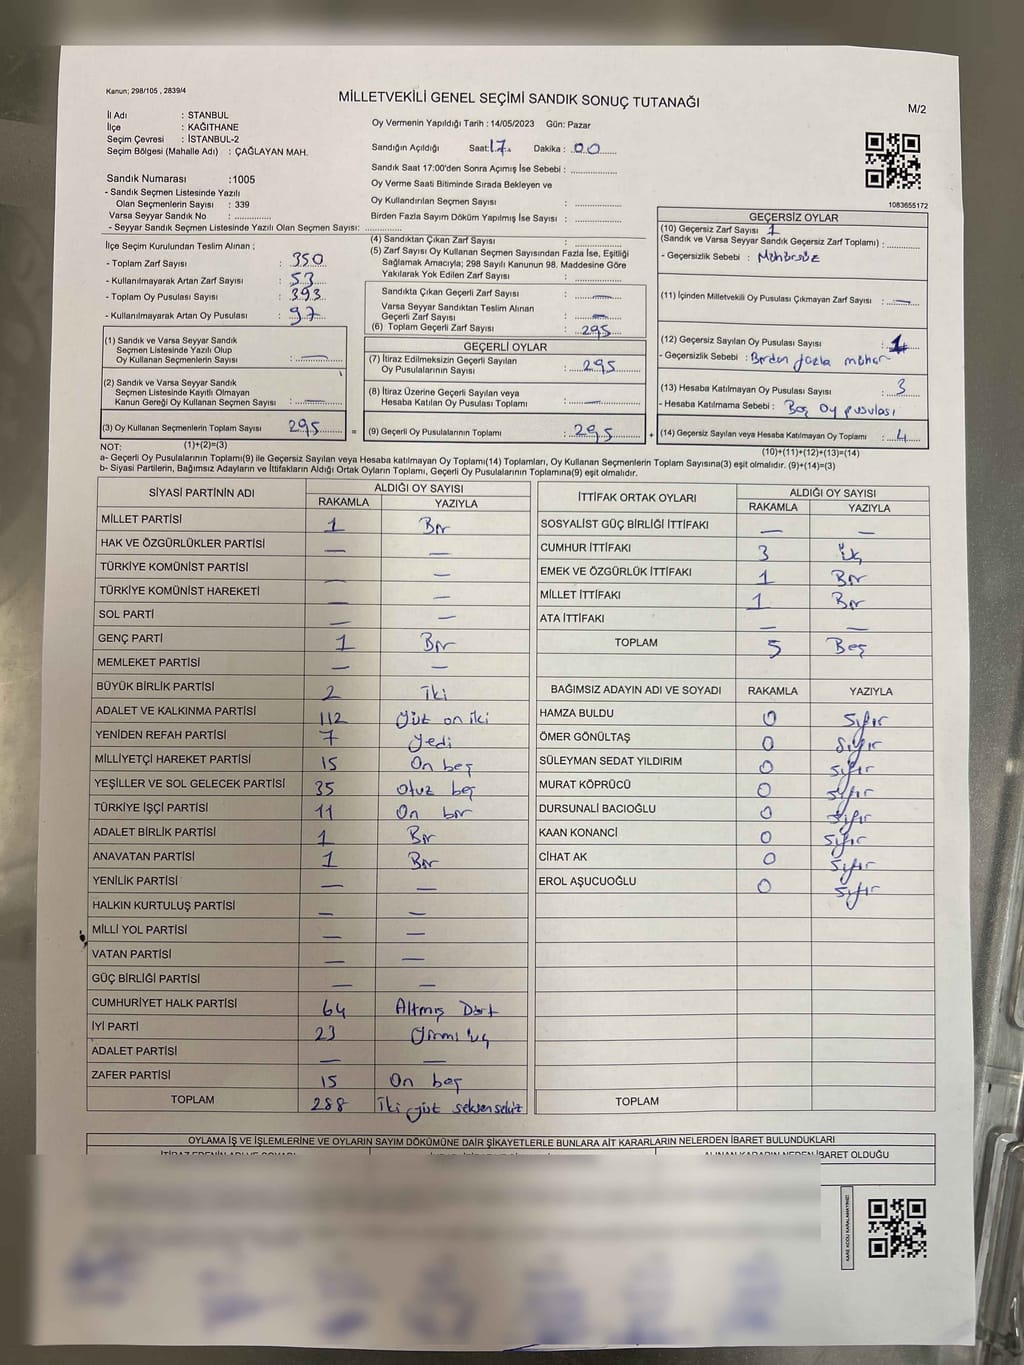 Kanun; 298/105 , 2839/4
MİLLETVEKİLİ GENEL SEÇİMİ SANDIK SONUÇ TUTANAĞI
M/2
İl Adı : STANBUL
İlçe : KAĞITHANE
Seçim Çevresi : İSTANBUL-2
Seçim Bölgesi (Mahalle Adı) : ÇAĞLAYAN MAH.
Sandık Numarası :1005
- Sandık Seçmen Listesinde Yazılı
Olan Seçmenlerin Sayısı : 339
Varsa Seyyar Sandık No : ..............
- Seyyar Sandık Seçmen Listesinde Yazılı Olan Seçmen Sayısı: ..............
Oy Vermenin Yapıldığı Tarih : 14/05/2023 Gün: Pazar
Sandığın Açıldığı Saat: 17 Dakika : 00
Sandık Saat 17:00'den Sonra Açımış İse Sebebi : ..............
Oy Verme Saati Bitiminde Sırada Bekleyen ve
Oy Kullandırılan Seçmen Sayısı : ..............
Birden Fazla Sayım Döküm Yapılmış İse Sayısı : ..............
1083655172
İlçe Seçim Kurulundan Teslim Alınan ;
- Toplam Zarf Sayısı : 350
- Kullanılmayarak Artan Zarf Sayısı : 53
- Toplam Oy Pusulası Sayısı : 393
- Kullanılmayarak Artan Oy Pusulası : 97
(1) Sandık ve Varsa Seyyar Sandık
Seçmen Listesinde Yazılı Olup
Oy Kullanan Seçmenlerin Sayısı : —
(2) Sandık ve Varsa Seyyar Sandık
Seçmen Listesinde Kayıtlı Olmayan
Kanun Gereği Oy Kullanan Seçmen Sayısı : —
(3) Oy Kullanan Seçmenlerin Toplam Sayısı 295
(1)+(2)=(3)
(4) Sandıktan Çıkan Zarf Sayısı : ..............
(5) Zarf Sayısı Oy Kullanan Seçmen Sayısından Fazla İse, Eşitliği
Sağlamak Amacıyla; 298 Sayılı Kanunun 98. Maddesine Göre
Yakılarak Yok Edilen Zarf Sayısı : ..............
Sandıkta Çıkan Geçerli Zarf Sayısı : —
Varsa Seyyar Sandıktan Teslim Alınan
Geçerli Zarf Sayısı : —
(6) Toplam Geçerli Zarf Sayısı : 295
GEÇERLİ OYLAR
(7) İtiraz Edilmeksizin Geçerli Sayılan
Oy Pusulalarının Sayısı : 295
(8) İtiraz Üzerine Geçerli Sayılan veya
Hesaba Katılan Oy Pusulası Toplamı : —
= (9) Geçerli Oy Pusulalarının Toplamı : 295 +
GEÇERSİZ OYLAR
(10) Geçersiz Zarf Sayısı 1
(Sandık ve Varsa Seyyar Sandık Geçersiz Zarf Toplamı) : ........
- Geçersizlik Sebebi : Mühürsüz
(11) İçinden Milletvekili Oy Pusulası Çıkmayan Zarf Sayısı : —
(12) Geçersiz Sayılan Oy Pusulası Sayısı : 1
- Geçersizlik Sebebi : Birden fazla mühür
(13) Hesaba Katılmayan Oy Pusulası Sayısı : 3
- Hesaba Katılmama Sebebi : Boş oy pusulası
(14) Geçersiz Sayılan veya Hesaba Katılmayan Oy Toplamı : 4
(10)+(11)+(12)+(13)=(14)
NOT:
a- Geçerli Oy Pusulalarının Toplamı(9) ile Geçersiz Sayılan veya Hesaba katılmayan Oy Toplamı(14) Toplamları, Oy Kullanan Seçmenlerin Toplam Sayısına(3) eşit olmalıdır. (9)+(14)=(3)
b- Siyasi Partilerin, Bağımsız Adayların ve İttifakların Aldığı Ortak Oyların Toplamı, Geçerli Oy Pusulalarının Toplamına(9) eşit olmalıdır.
SİYASİ PARTİNİN ADI ALDIĞI OY SAYISI
RAKAMLA YAZIYLA
MİLLET PARTİSİ 1 Bir
HAK VE ÖZGÜRLÜKLER PARTİSİ — —
TÜRKİYE KOMÜNİST PARTİSİ — —
TÜRKİYE KOMÜNİST HAREKETİ — —
SOL PARTİ — —
GENÇ PARTİ 1 Bir
MEMLEKET PARTİSİ — —
BÜYÜK BİRLİK PARTİSİ 2 iki
ADALET VE KALKINMA PARTİSİ 112 Yüz on iki
YENİDEN REFAH PARTİSİ 7 Yedi
MİLLİYETÇİ HAREKET PARTİSİ 15 On beş
YEŞİLLER VE SOL GELECEK PARTİSİ 35 otuz beş
TÜRKİYE İŞÇİ PARTİSİ 11 On bir
ADALET BİRLİK PARTİSİ 1 Bir
ANAVATAN PARTİSİ 1 Bir
YENİLİK PARTİSİ — —
HALKIN KURTULUŞ PARTİSİ — —
MİLLİ YOL PARTİSİ — —
VATAN PARTİSİ — —
GÜÇ BİRLİĞİ PARTİSİ — —
CUMHURİYET HALK PARTİSİ 64 Altmış Dört
İYİ PARTİ 23 Yirmi üç
ADALET PARTİSİ — —
ZAFER PARTİSİ 15 On beş
TOPLAM 288 İki yüz seksen sekiz
İTTİFAK ORTAK OYLARI ALDIĞI OY SAYISI
RAKAMLA YAZIYLA
SOSYALİST GÜÇ BİRLİĞİ İTTİFAKI — —
CUMHUR İTTİFAKI 3 Üç
EMEK VE ÖZGÜRLÜK İTTİFAKI 1 Bir
MİLLET İTTİFAKI 1 Bir
ATA İTTİFAKI — —
TOPLAM 5 Beş
BAĞIMSIZ ADAYIN ADI VE SOYADI RAKAMLA YAZIYLA
HAMZA BULDU 0 Sıfır
ÖMER GÖNÜLTAŞ 0 Sıfır
SÜLEYMAN SEDAT YILDIRIM 0 Sıfır
MURAT KÖPRÜCÜ 0 Sıfır
DURSUNALİ BACIOĞLU 0 Sıfır
KAAN KONANCİ 0 Sıfır
CİHAT AK 0 Sıfır
EROL AŞUCUOĞLU 0 Sıfır
TOPLAM
OYLAMA İŞ VE İŞLEMLERİNE VE OYLARIN SAYIM DÖKÜMÜNE DAİR ŞİKAYETLERLE BUNLARA AİT KARARLARIN NELERDEN İBARET BULUNDUKLARI
İBARET OLDUĞU
KARE KODU KARALAMAYINIZ!